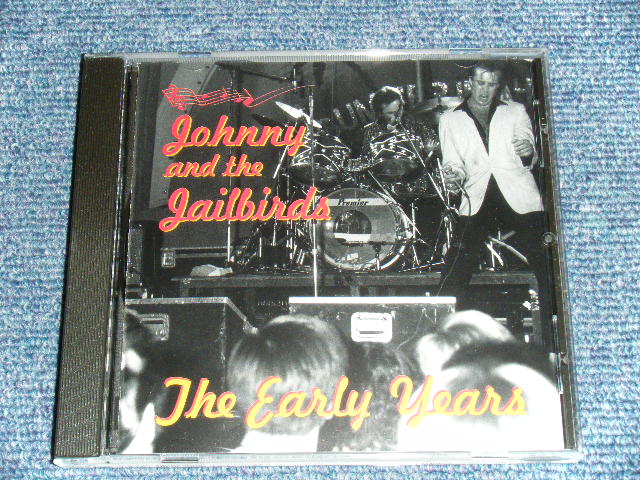 Johnny
and the
Jailbirds
Premier
The Early Years